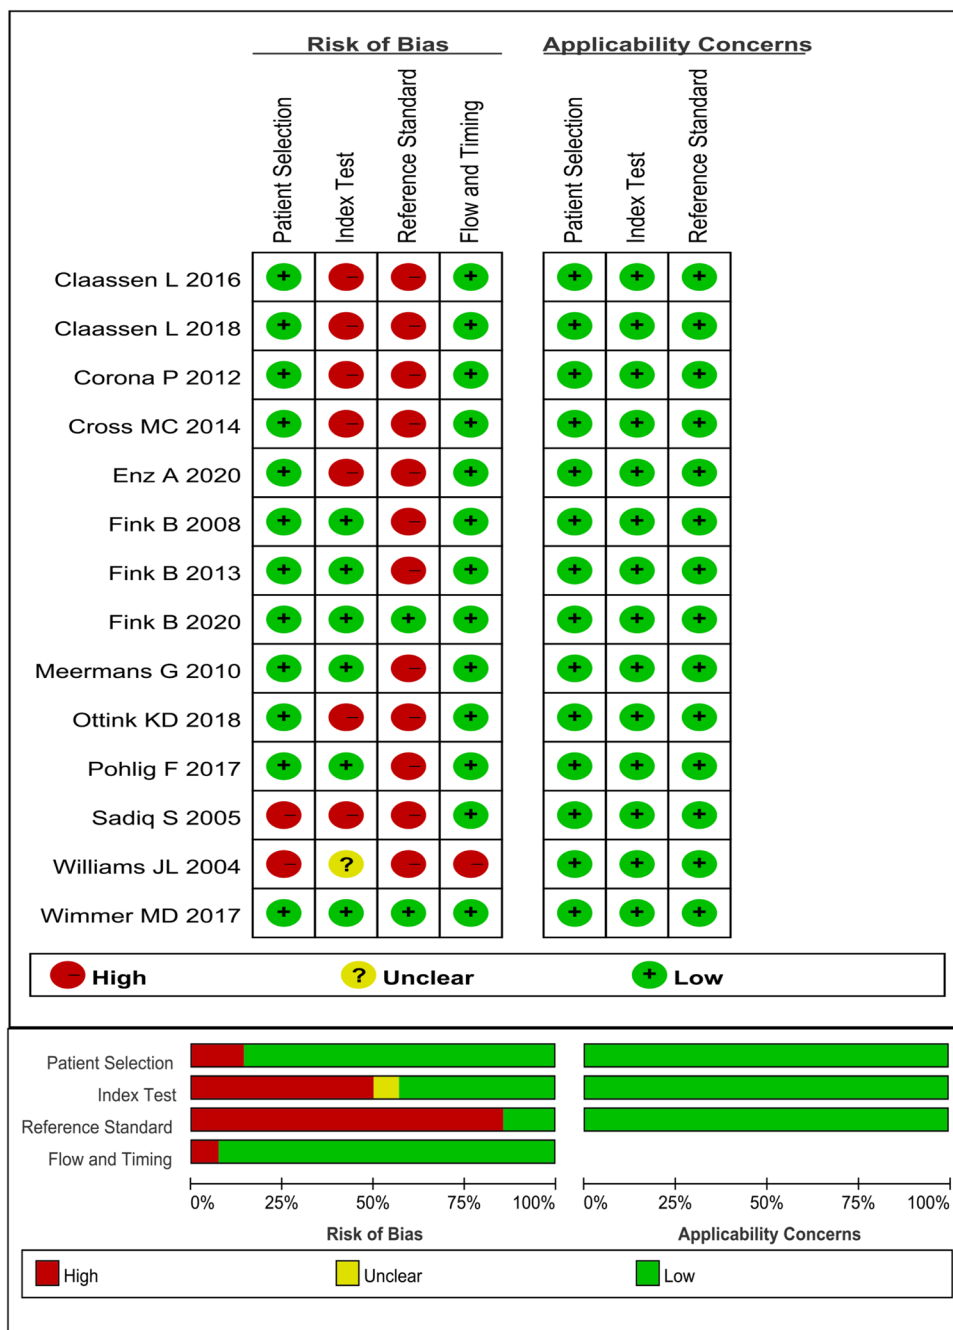 Risk of Bias Applicability Concerns
Patient Selection Index Test Reference Standard Flow and Timing Patient Selection Index Test Reference Standard
Claassen L 2016 + – – + + + +
Claassen L 2018 + – – + + + +
Corona P 2012 + – – + + + +
Cross MC 2014 + – – + + + +
Enz A 2020 + – – + + + +
Fink B 2008 + + – + + + +
Fink B 2013 + + – + + + +
Fink B 2020 + + + + + + +
Meermans G 2010 + + – + + + +
Ottink KD 2018 + – – + + + +
Pohlig F 2017 + + – + + + +
Sadiq S 2005 – – – + + + +
Williams JL 2004 – ? – – + + +
Wimmer MD 2017 + + + + + + +
– High ? Unclear + Low
Patient Selection
Index Test
Reference Standard
Flow and Timing
0% 25% 50% 75% 100% 0% 25% 50% 75% 100%
Risk of Bias Applicability Concerns
High Unclear Low